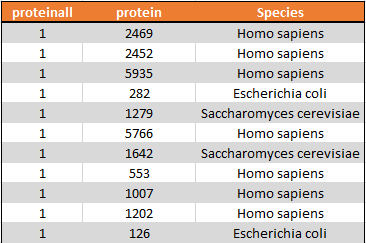 proteinall protein Species
1 2469 Homo sapiens
1 2452 Homo sapiens
1 5935 Homo sapiens
1 282 Escherichia coli
1 1279 Saccharomyces cerevisiae
1 5766 Homo sapiens
1 1642 Saccharomyces cerevisiae
1 553 Homo sapiens
1 1007 Homo sapiens
1 1202 Homo sapiens
1 126 Escherichia coli